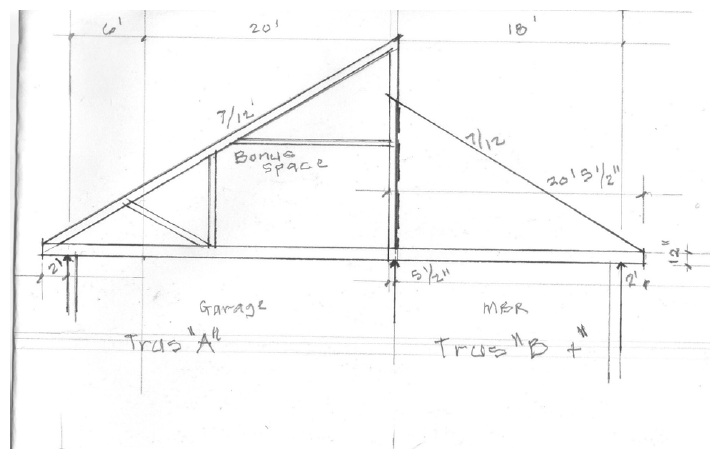 6' 20' 18'
7/12'
7/12
Bonus
Space
20' 5 1/2"
12"
2' 5 1/2" 2'
Garage MBR
Trus "A" Trus "B +"